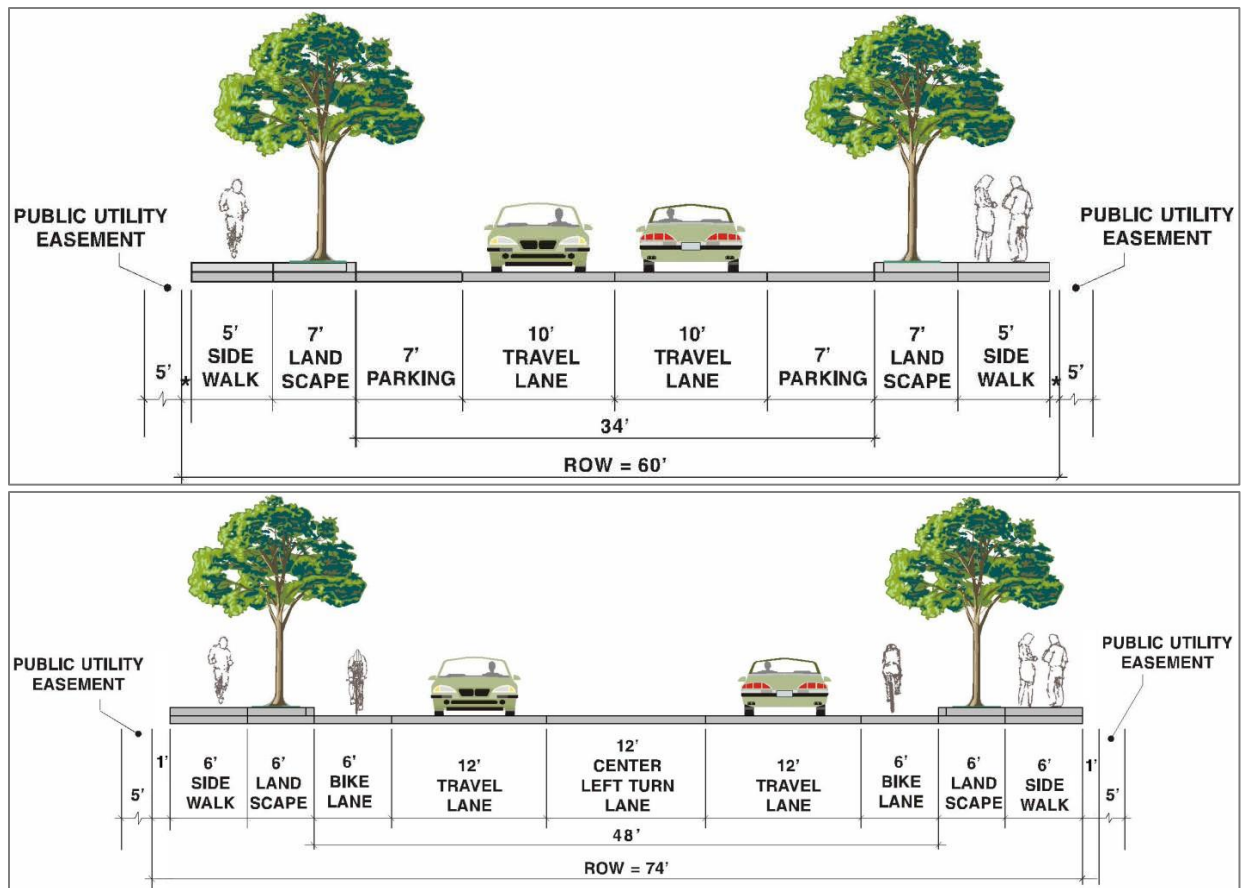 PUBLIC UTILITY
EASEMENT
PUBLIC UTILITY
EASEMENT
5'
*
5'
SIDE
WALK
7'
LAND
SCAPE
7'
PARKING
10'
TRAVEL
LANE
10'
TRAVEL
LANE
7'
PARKING
7'
LAND
SCAPE
5'
SIDE
WALK
*
5'
34'
ROW = 60'
PUBLIC UTILITY
EASEMENT
PUBLIC UTILITY
EASEMENT
5'
1'
6'
SIDE
WALK
6'
LAND
SCAPE
6'
BIKE
LANE
12'
TRAVEL
LANE
12'
CENTER
LEFT TURN
LANE
12'
TRAVEL
LANE
6'
BIKE
LANE
6'
LAND
SCAPE
6'
SIDE
WALK
1'
5'
48'
ROW = 74'